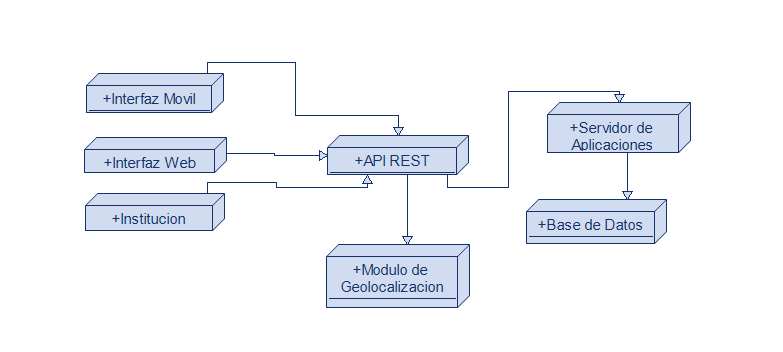 +Interfaz Movil
+Interfaz Web
+Institucion
+API REST
+Modulo de
Geolocalizacion
+Servidor de
Aplicaciones
+Base de Datos